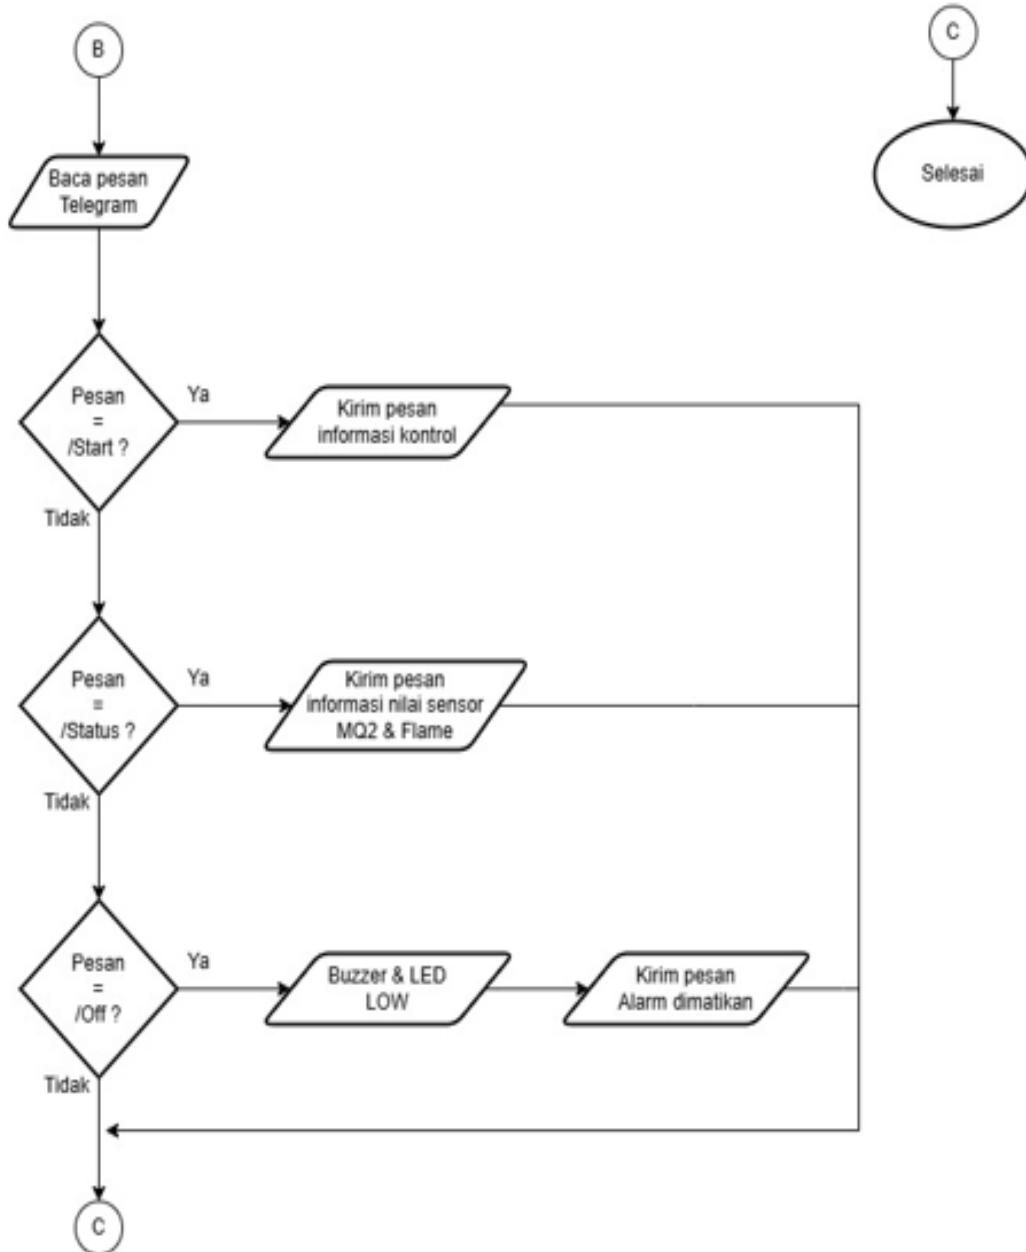 B
C
Baca pesan
Telegram
Selesai
Pesan
=
/Start ?
Ya
Kirim pesan
informasi kontrol
Tidak
Pesan
=
/Status ?
Ya
Kirim pesan
informasi nilai sensor
MQ2 & Flame
Tidak
Pesan
=
/Off ?
Ya
Buzzer & LED
LOW
Kirim pesan
Alarm dimatikan
Tidak
C